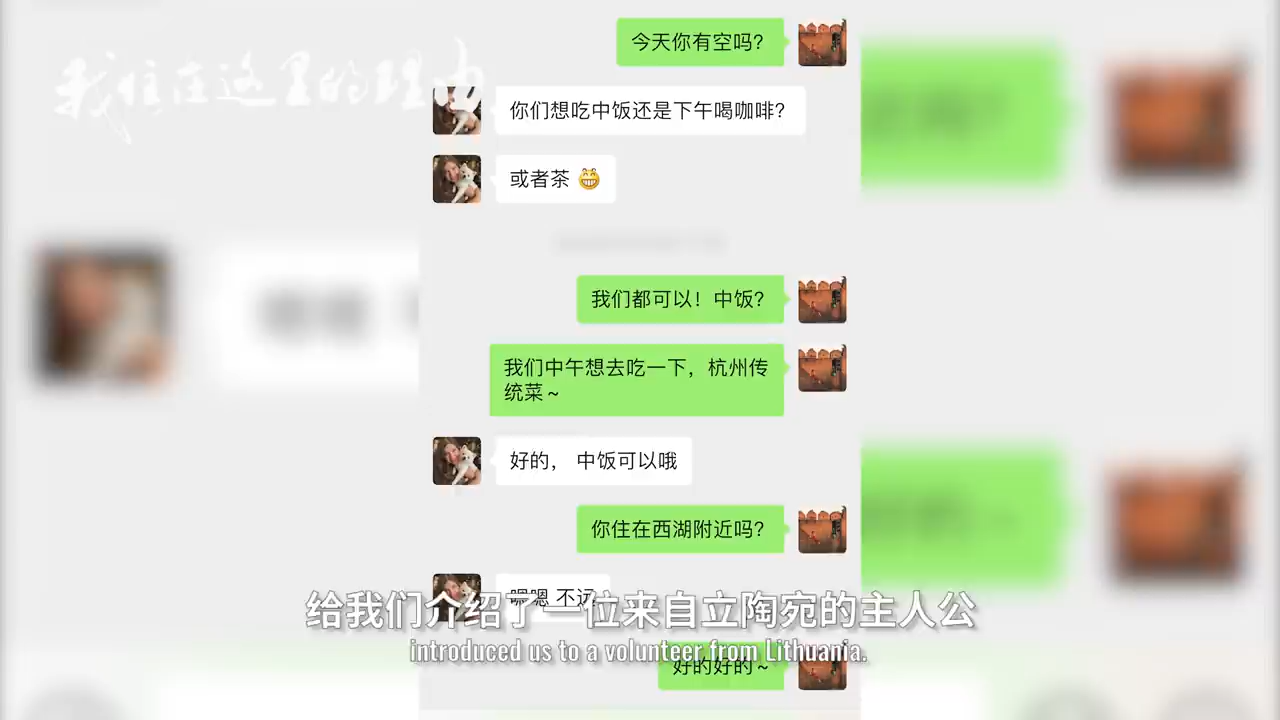 我住在这里的理由
今天你有空吗?
你们想吃中饭还是下午喝咖啡?
或者茶
我们都可以! 中饭?
我们中午想去吃一下,杭州传
统菜~
好的, 中饭可以哦
你住在西湖附近吗?
嗯嗯 不远
给我们介绍了一位来自立陶宛的主人公
introduced us to a volunteer from Lithuania.
好的好的~